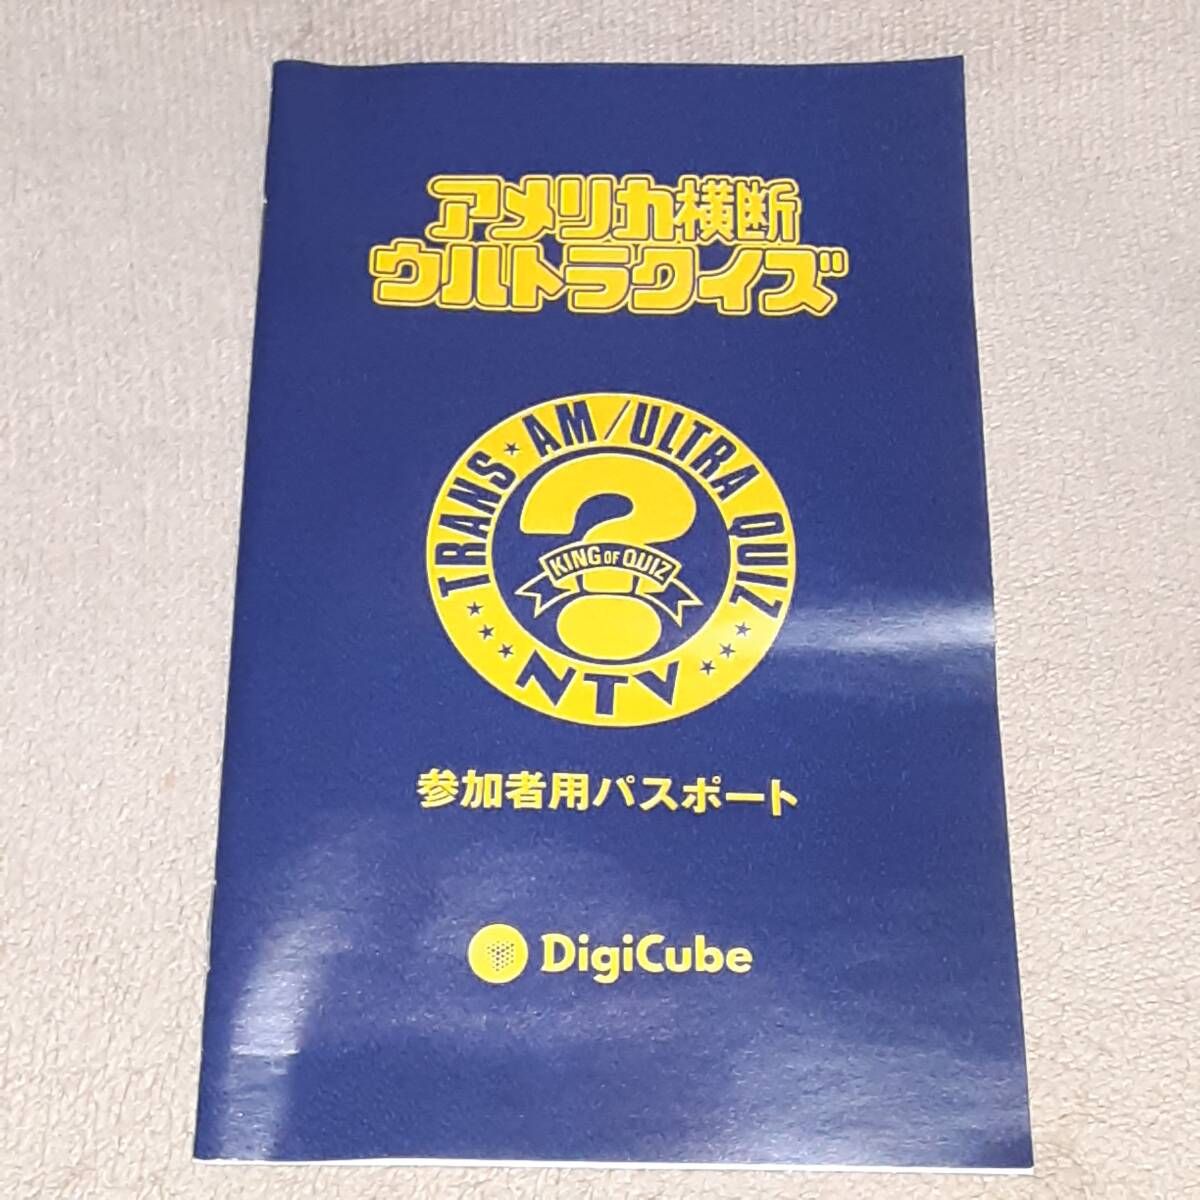 アメリカ横断
ウルトラクイズ
TRANS★AM/ULTRA QUIZ
KING OF QUIZ
★★★NTV★★★
参加者用パスポート
DigiCube